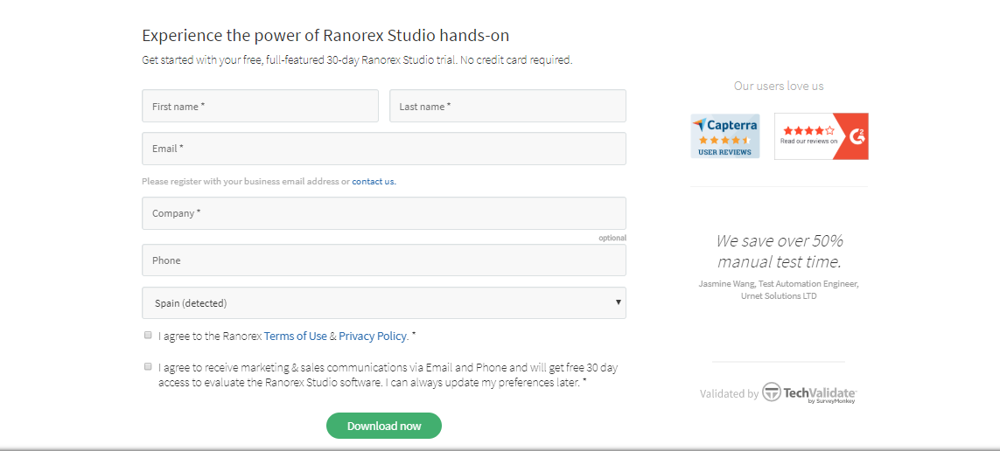 Experience the power of Ranorex Studio hands-on
Get started with your free, full-featured 30-day Ranorex Studio trial. No credit card required.
First name *
Last name *
Email *
Please register with your business email address or contact us.
Company *
optional
Phone
Spain (detected)
I agree to the Ranorex Terms of Use & Privacy Policy. *
I agree to receive marketing & sales communications via Email and Phone and will get free 30 day
access to evaluate the Ranorex Studio software. I can always update my preferences later. *
Download now
Our users love us
Capterra
USER REVIEWS
Read our reviews on
G2
We save over 50%
manual test time.
Jasmine Wang, Test Automation Engineer,
Urnet Solutions LTD
Validated by TechValidate
by SurveyMonkey